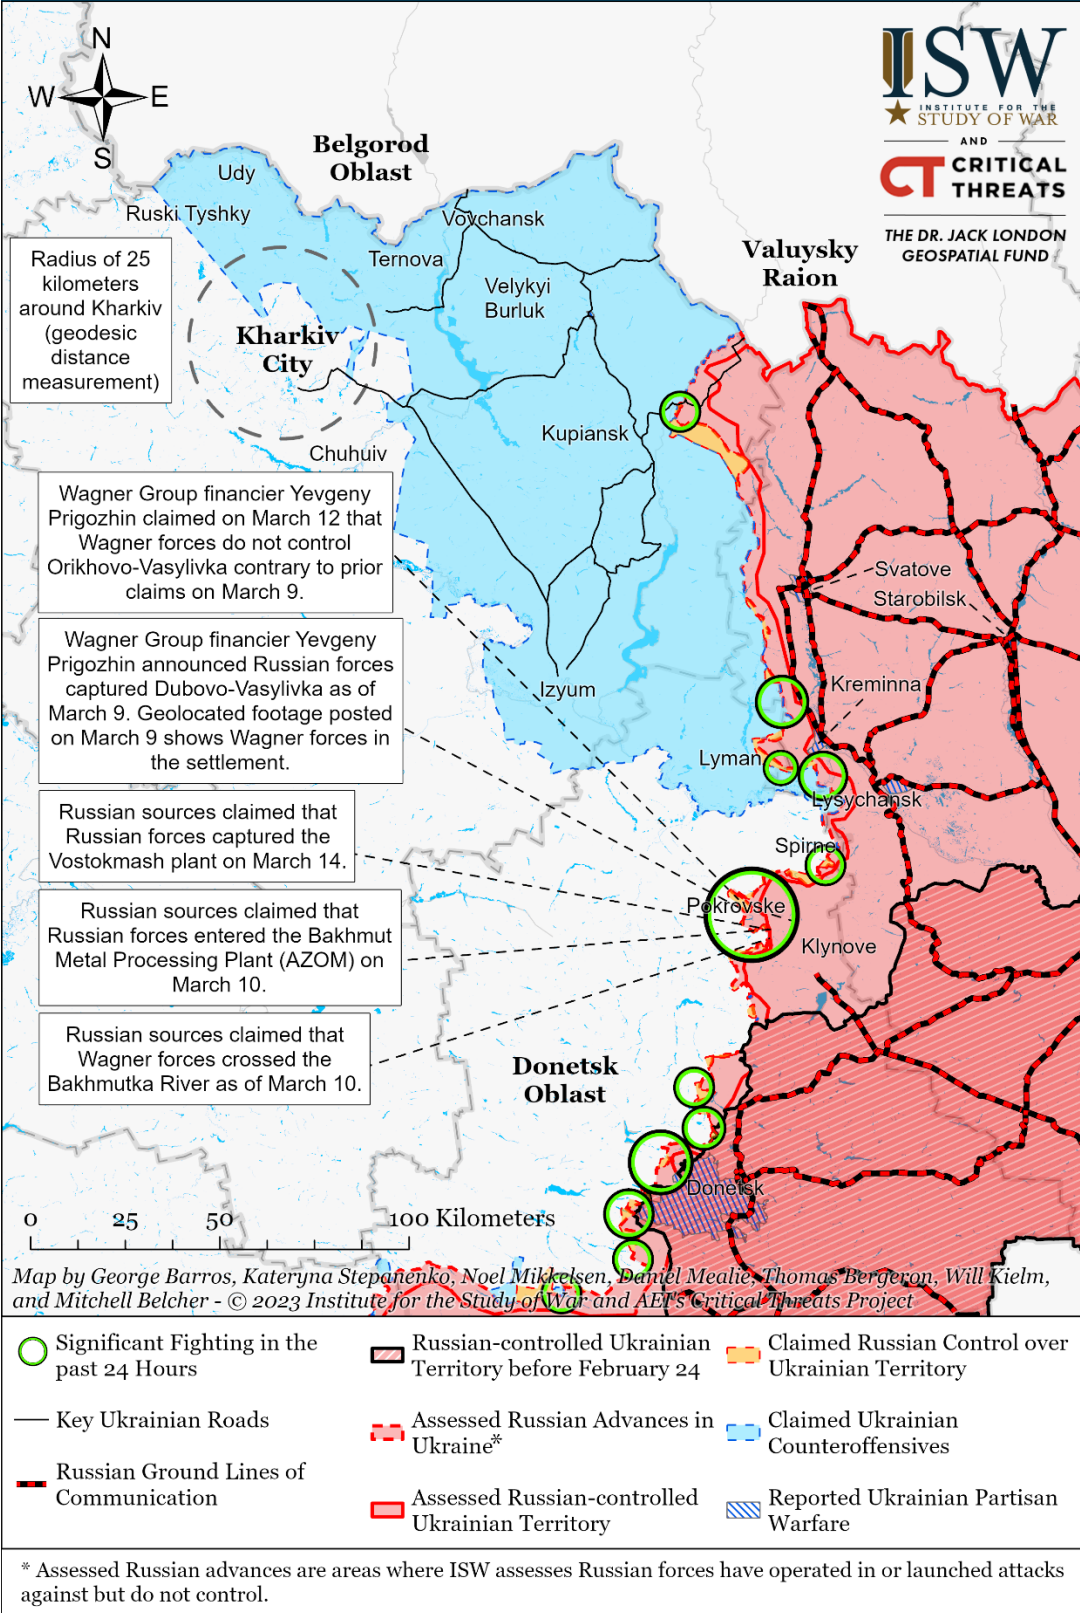 N
W E
S
ISW
INSTITUTE FOR THE
STUDY OF WAR
AND
CT CRITICAL
THREATS
THE DR. JACK LONDON
GEOSPATIAL FUND
Belgorod
Oblast
Udy
Ruski Tyshky
Vovchansk
Ternova
Valuysky
Raion
Radius of 25
kilometers
around Kharkiv
(geodesic
distance
measurement)
Velykyi
Burluk
Kharkiv
City
Kupiansk
Chuhuiv
Wagner Group financier Yevgeny
Prigozhin claimed on March 12 that
Wagner forces do not control
Orikhovo-Vasylivka contrary to prior
claims on March 9.
Svatove
Starobilsk
Wagner Group financier Yevgeny
Prigozhin announced Russian forces
captured Dubovo-Vasylivka as of
March 9. Geolocated footage posted
on March 9 shows Wagner forces in
the settlement.
Izyum
Kreminna
Lyman
Lysychansk
Russian sources claimed that
Russian forces captured the
Vostokmash plant on March 14.
Spirne
Pokrovske
Klynove
Russian sources claimed that
Russian forces entered the Bakhmut
Metal Processing Plant (AZOM) on
March 10.
Russian sources claimed that
Wagner forces crossed the
Bakhmutka River as of March 10.
Donetsk
Oblast
Donetsk
0 25 50 100 Kilometers
Map by George Barros, Kateryna Stepanenko, Noel Mikkelsen, Daniel Mealie, Thomas Bergeron, Will Kielm,
and Mitchell Belcher - © 2023 Institute for the Study of War and AEI's Critical Threats Project
Significant Fighting in the
past 24 Hours
Key Ukrainian Roads
Russian Ground Lines of
Communication
Russian-controlled Ukrainian
Territory before February 24
Assessed Russian Advances in
Ukraine*
Assessed Russian-controlled
Ukrainian Territory
Claimed Russian Control over
Ukrainian Territory
Claimed Ukrainian
Counteroffensives
Reported Ukrainian Partisan
Warfare
* Assessed Russian advances are areas where ISW assesses Russian forces have operated in or launched attacks
against but do not control.